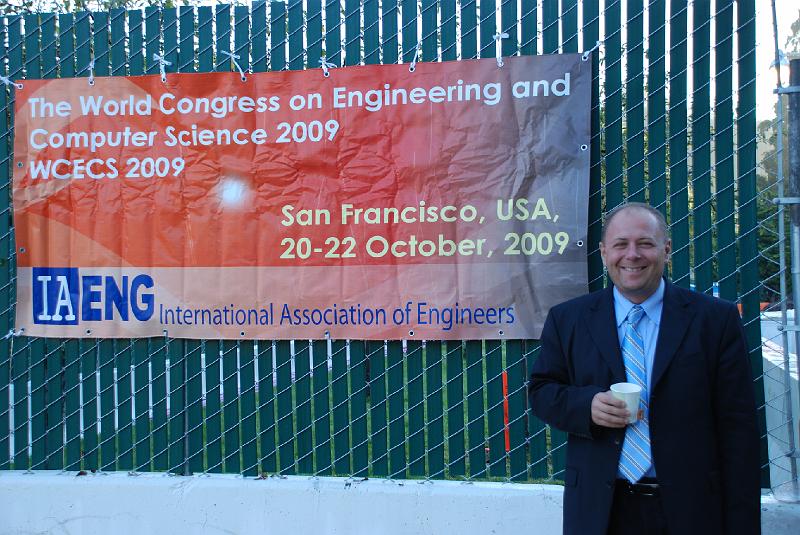 The World Congress on Engineering and
Computer Science 2009
WCECS 2009
San Francisco, USA,
20-22 October, 2009
IAENG International Association of Engineers